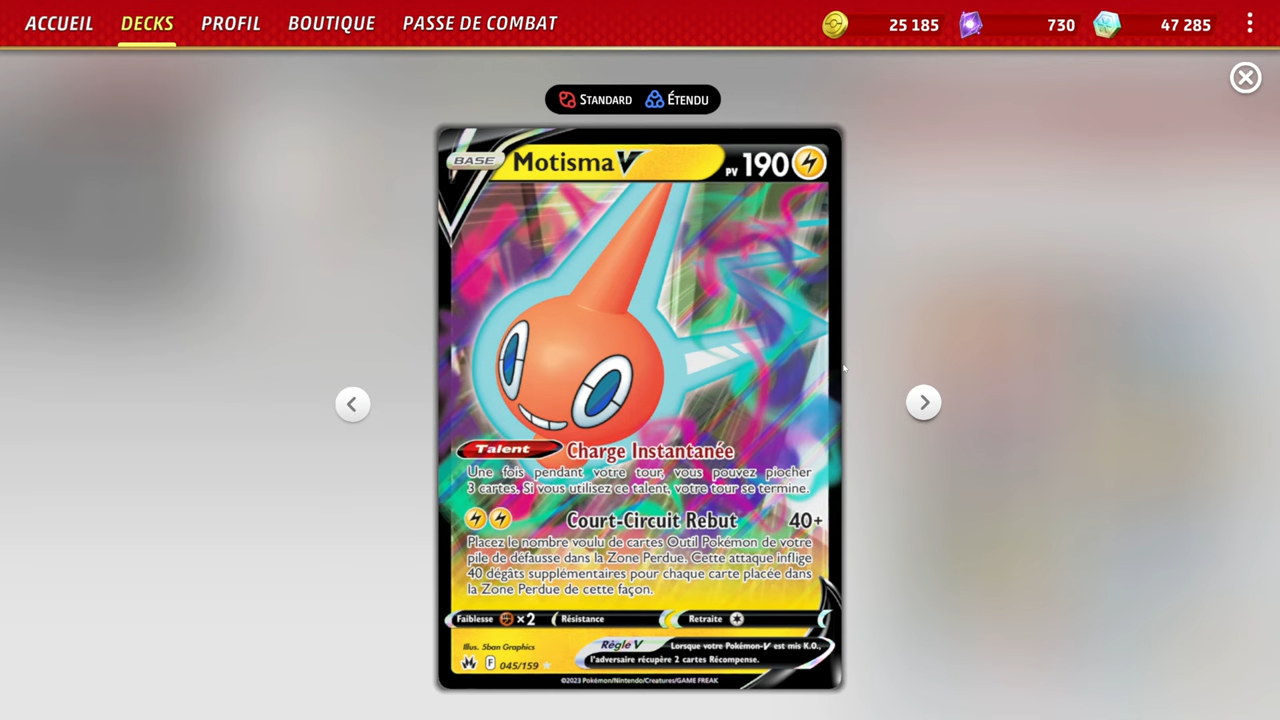 ACCUEIL DECKS PROFIL BOUTIQUE PASSE DE COMBAT 25 185 730 47 285
STANDARD ÉTENDU
BASE Motisma V PV 190
Talent Charge Instantanée
Une fois pendant votre tour, vous pouvez piocher
3 cartes. Si vous utilisez ce talent, votre tour se termine.
Court-Circuit Rebut 40+
Placez le nombre voulu de cartes Outil Pokémon de votre
pile de défausse dans la Zone Perdue. Cette attaque inflige
40 dégâts supplémentaires pour chaque carte placée dans
la Zone Perdue de cette façon.
Faiblesse ×2 Résistance Retraite
Illus. 5ban Graphics
F 045/159
Règle V Lorsque votre Pokémon-V est mis K.O.,
l'adversaire récupère 2 cartes Récompense.
©2023 Pokémon/Nintendo/Creatures/GAME FREAK